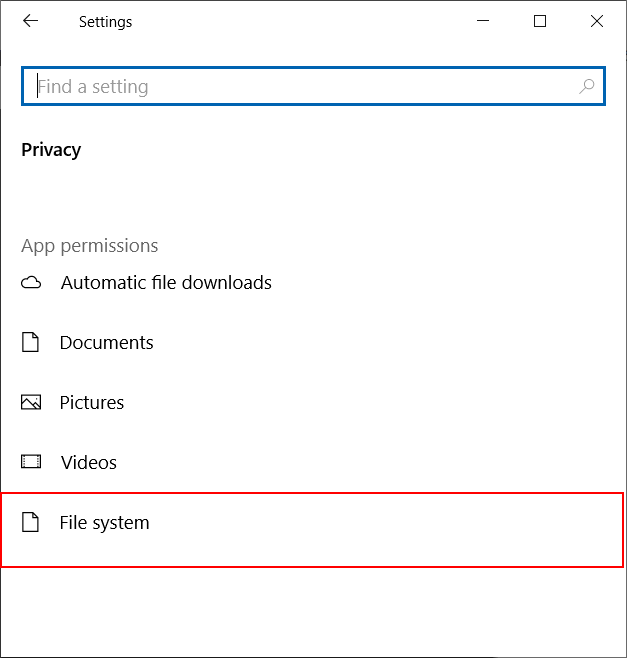 Settings
Find a setting
Privacy
App permissions
Automatic file downloads
Documents
Pictures
Videos
File system